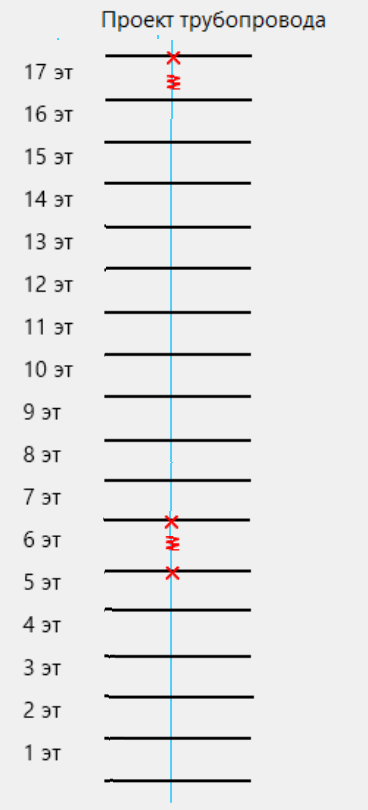 Проект трубопровода
17 эт
16 эт
15 эт
14 эт
13 эт
12 эт
11 эт
10 эт
9 эт
8 эт
7 эт
6 эт
5 эт
4 эт
3 эт
2 эт
1 эт